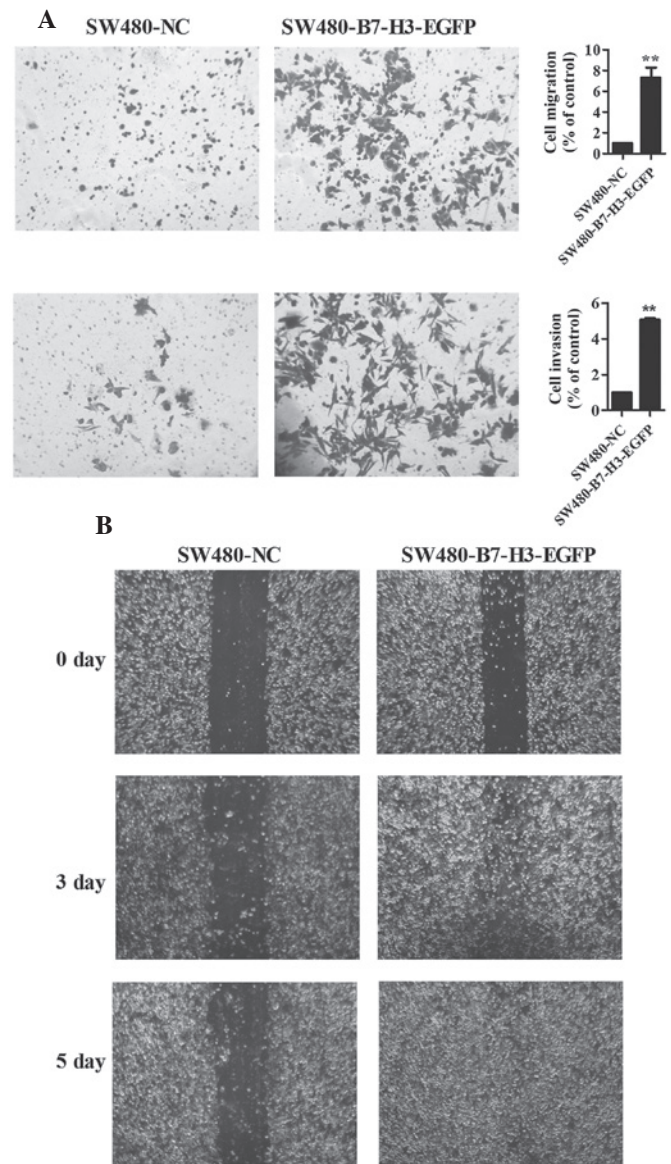 A
SW480-NC SW480-B7-H3-EGFP
Cell migration
(% of control)
10
8
6
4
2
0
**
SW480-NC
SW480-B7-H3-EGFP
Cell invasion
(% of control)
6
4
2
0
**
SW480-NC
SW480-B7-H3-EGFP
B
SW480-NC SW480-B7-H3-EGFP
0 day
3 day
5 day